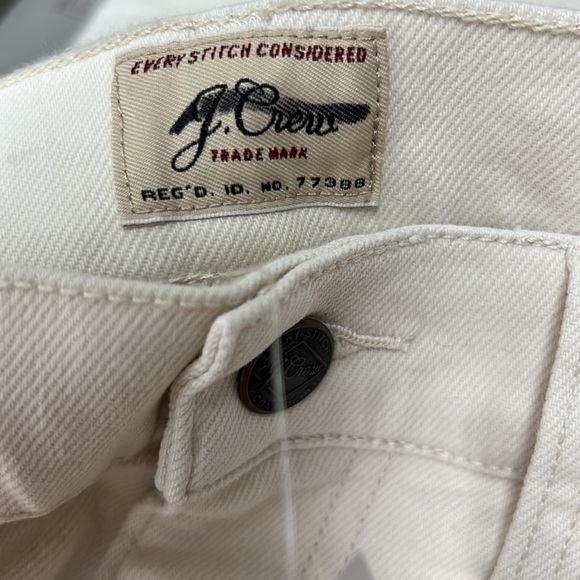 EVERY STITCH CONSIDERED
J.Crew
TRADE MARK
REG'D. ID. NO. 77388